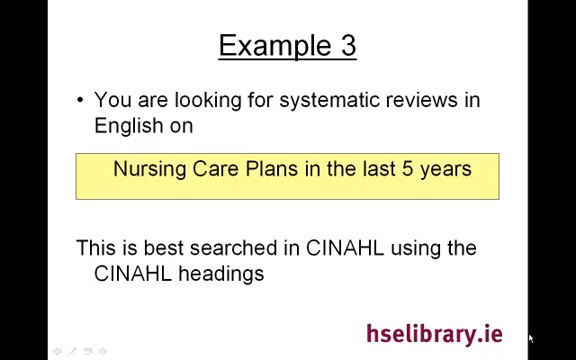 Example 3
• You are looking for systematic reviews in
English on
Nursing Care Plans in the last 5 years
This is best searched in CINAHL using the
CINAHL headings
hselibrary.ie